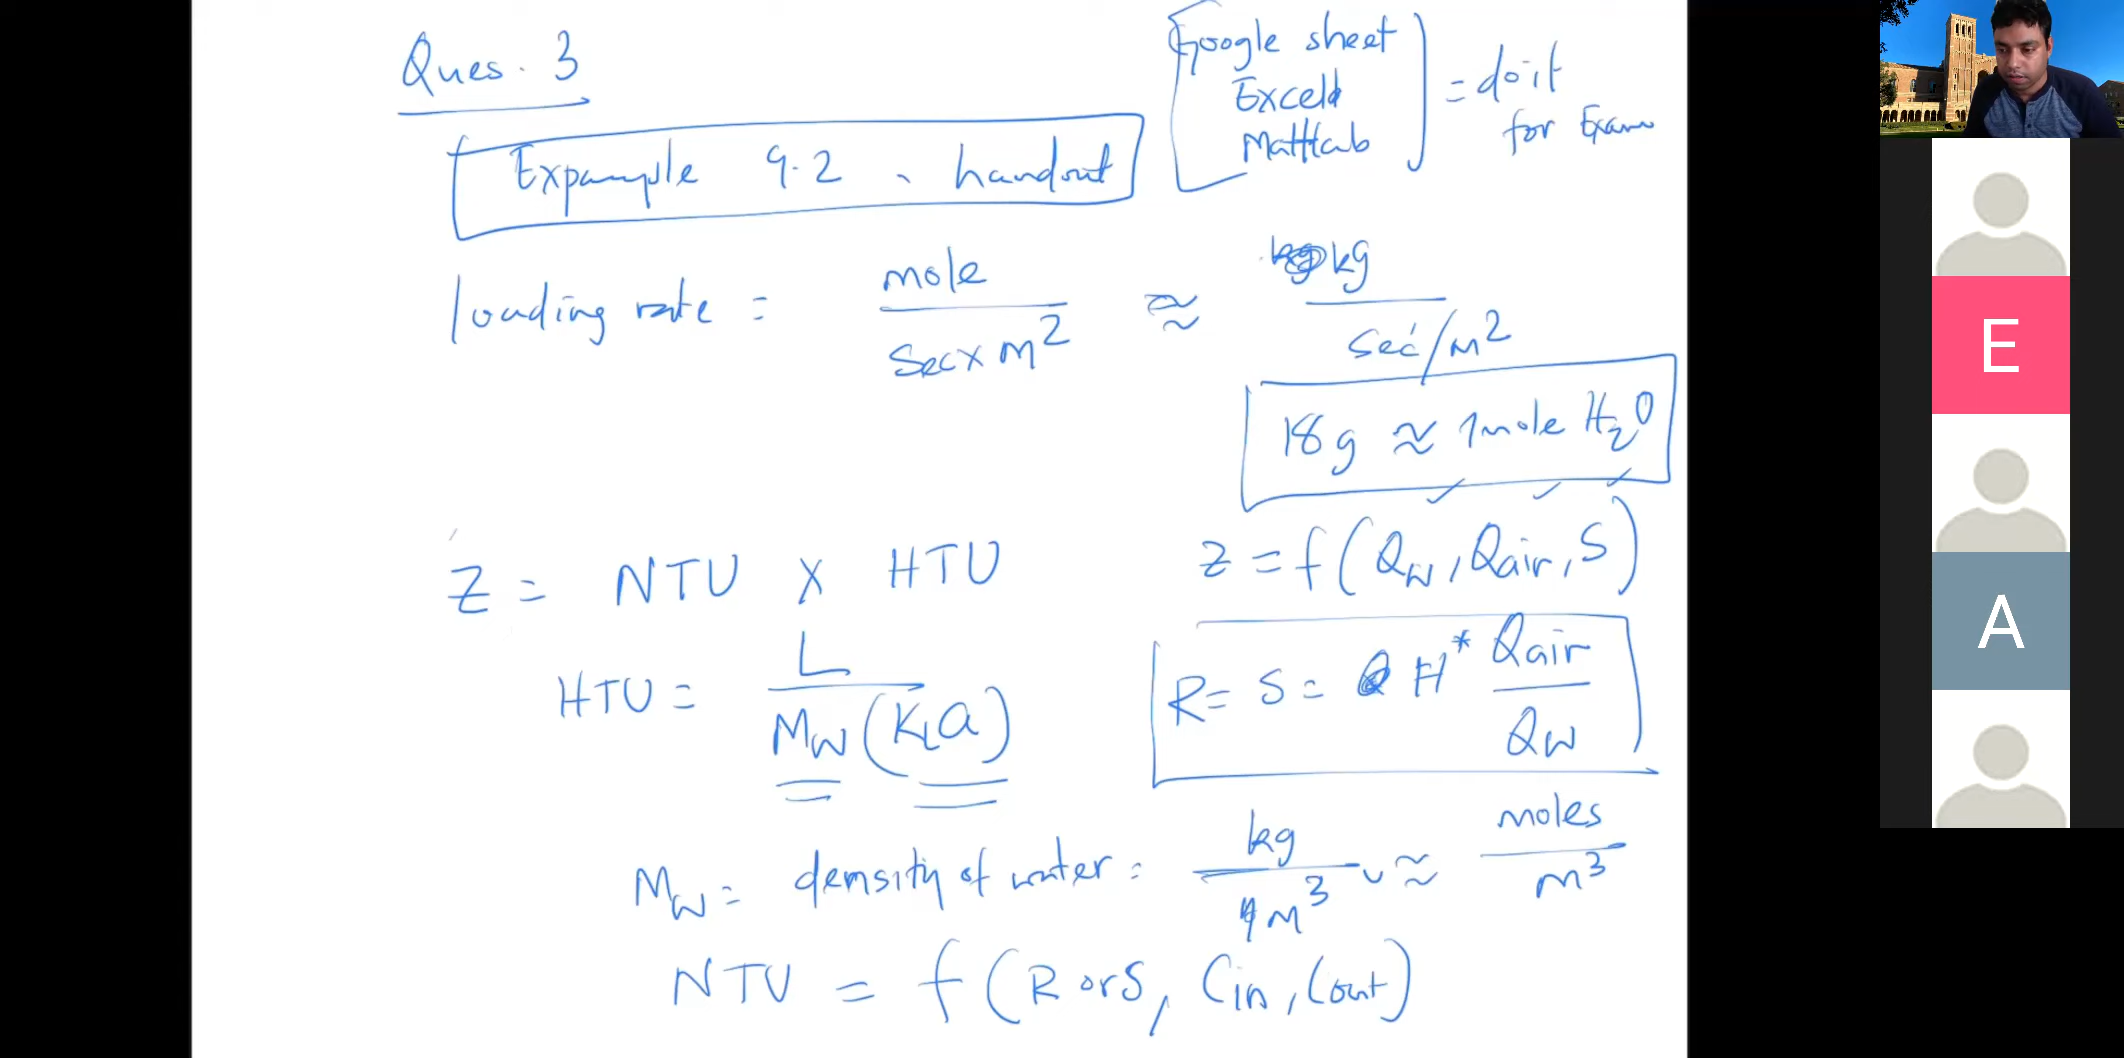 Ques. 3
Google sheet
Excel
Matlab
= do it
for Exam
Expample 9.2, handout
loading rate = mole / sec x m² ≈ kg / sec/m²
18g ≈ 1 mole H₂O
Z = NTU X HTU
z = f(Qw, Qair, S)
HTU = L / Mw (KLa)
R = S = H* Qair / Qw
Mw = density of water = kg / m³ ≈ moles / m³
NTU = f(R or S, Cin, Cout)
E
A